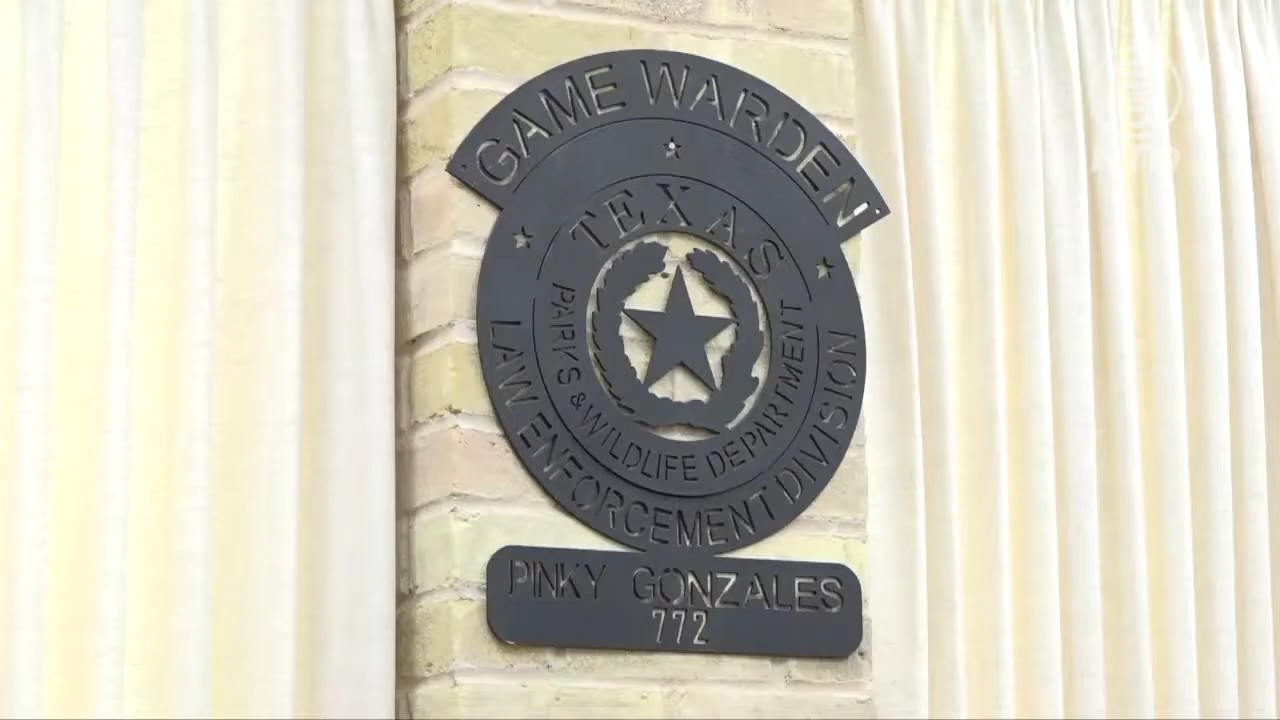 GAME WARDEN
TEXAS
PARKS & WILDLIFE DEPARTMENT
LAW ENFORCEMENT DIVISION
PINKY GONZALES
772